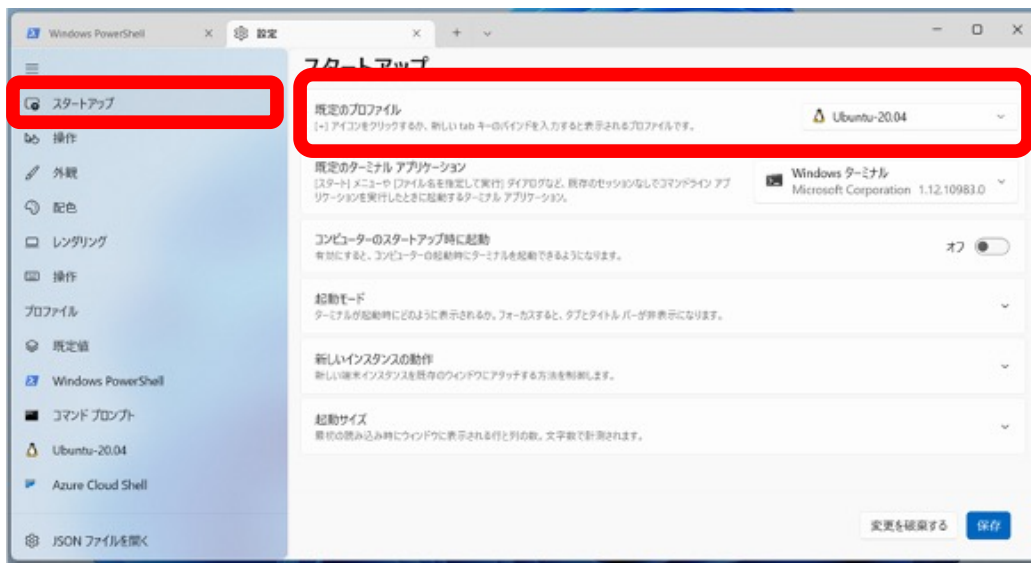 Windows PowerShell
設定
スタートアップ
スタートアップ
操作
外観
配色
レンダリング
操作
プロファイル
既定値
Windows PowerShell
コマンド プロンプト
Ubuntu-20.04
Azure Cloud Shell
JSON ファイルを開く
既定のプロファイル
[+] アイコンをクリックするか、新しい tab キーのバインドを入力すると表示されるプロファイルです。
Ubuntu-20.04
既定のターミナル アプリケーション
[スタート] メニューや [ファイル名を指定して実行] ダイアログなど、既存のセッションなしでコマンドライン アプ
リケーションを実行したときに起動するターミナル アプリケーション。
Windows ターミナル
Microsoft Corporation 1.12.10983.0
コンピューターのスタートアップ時に起動
有効にすると、コンピューターの起動時にターミナルを起動できるようになります。
オフ
起動モード
ターミナルが起動時にどのように表示されるか。フォーカスすると、タブとタイトル バーが非表示になります。
新しいインスタンスの動作
新しい端末インスタンスを既存のウィンドウにアタッチする方法を制御します。
起動サイズ
最初の読み込み時にウィンドウに表示される行と列の数。文字数で計測されます。
変更を破棄する
保存